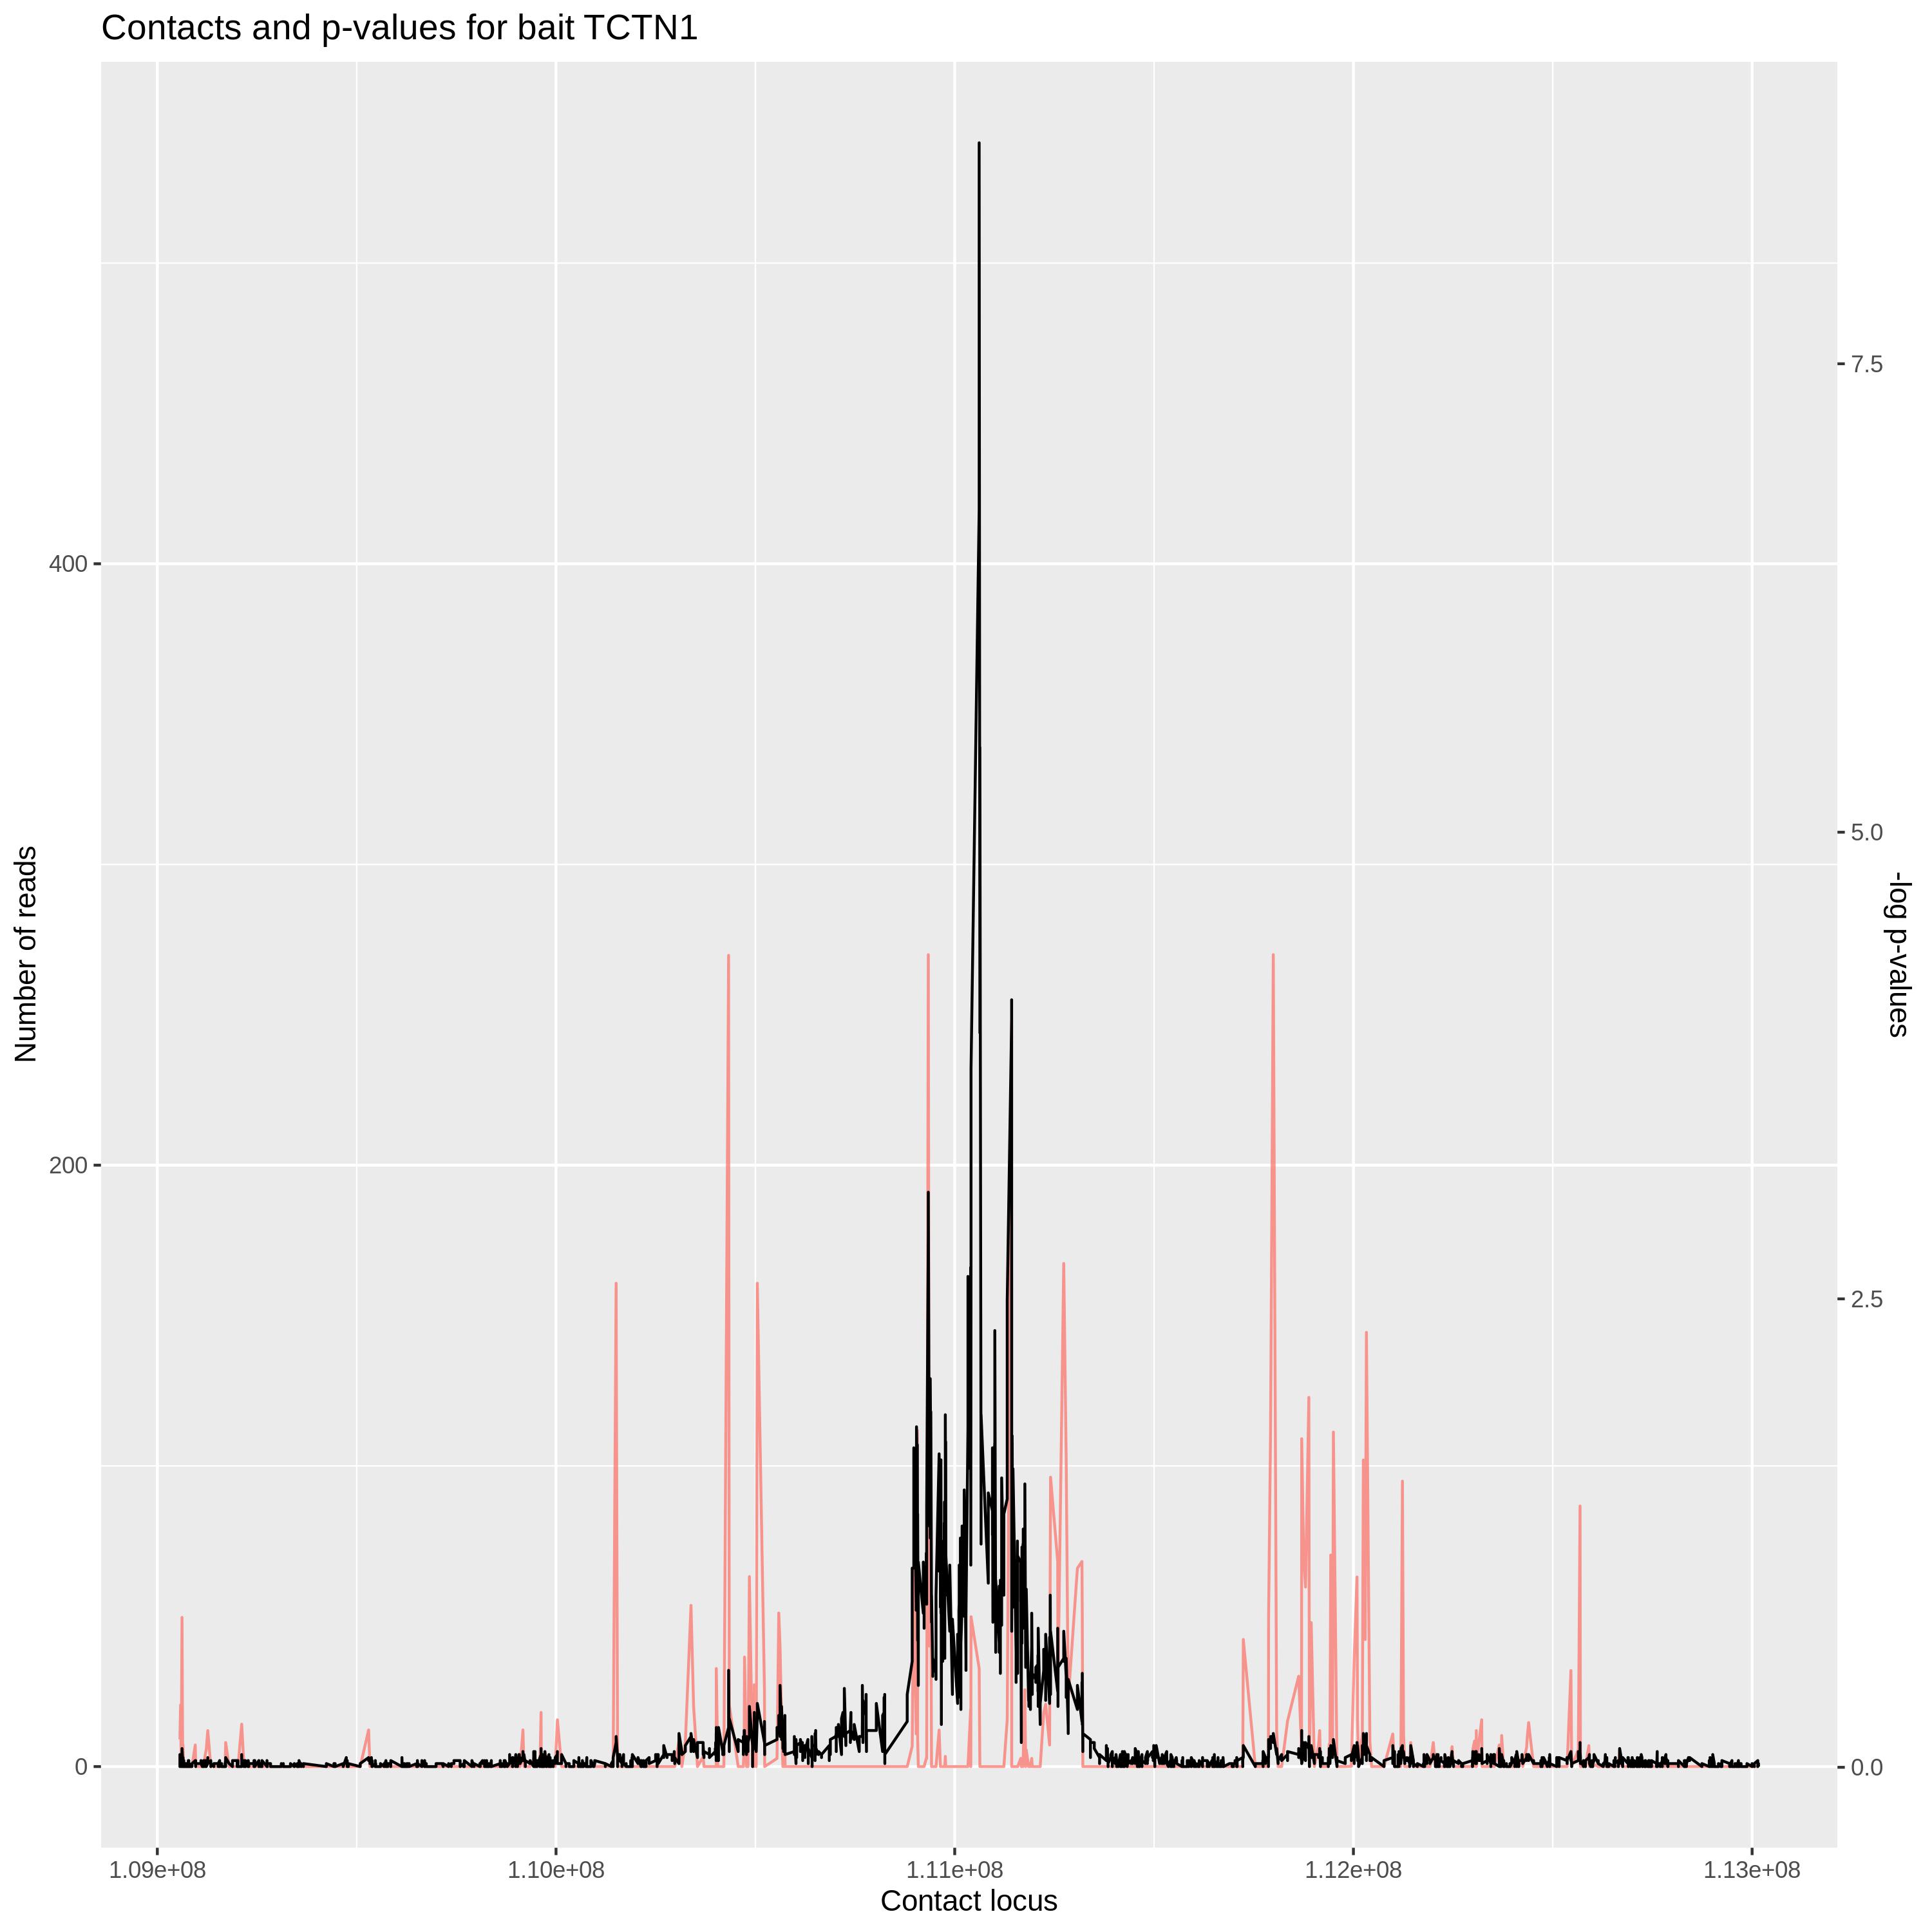 Contacts and p-values for bait TCTN1
Number of reads
400
200
0
7.5
5.0
2.5
0.0
-log p-values
1.09e+08
1.10e+08
1.11e+08
1.12e+08
1.13e+08
Contact locus